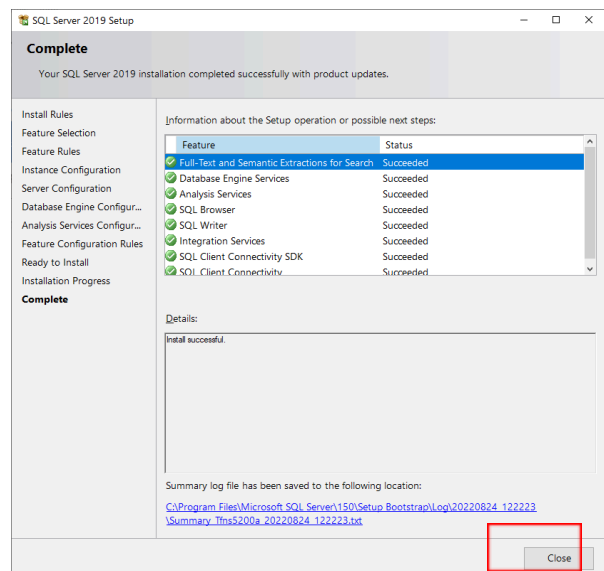 SQL Server 2019 Setup
Complete
Your SQL Server 2019 installation completed successfully with product updates.
Install Rules
Feature Selection
Feature Rules
Instance Configuration
Server Configuration
Database Engine Configur...
Analysis Services Configur...
Feature Configuration Rules
Ready to Install
Installation Progress
Complete
Information about the Setup operation or possible next steps:
Feature Status
Full-Text and Semantic Extractions for Search Succeeded
Database Engine Services Succeeded
Analysis Services Succeeded
SQL Browser Succeeded
SQL Writer Succeeded
Integration Services Succeeded
SQL Client Connectivity SDK Succeeded
SQL Client Connectivity Succeeded
Details:
Install successful.
Summary log file has been saved to the following location:
C:\Program Files\Microsoft SQL Server\150\Setup Bootstrap\Log\20220824_122223
\Summary_Tfns5200a_20220824_122223.txt
Close